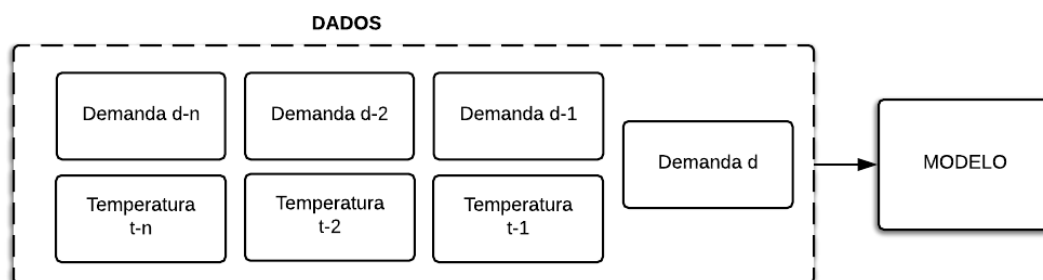 DADOS
Demanda d-n
Demanda d-2
Demanda d-1
Demanda d
MODELO
Temperatura
t-n
Temperatura
t-2
Temperatura
t-1